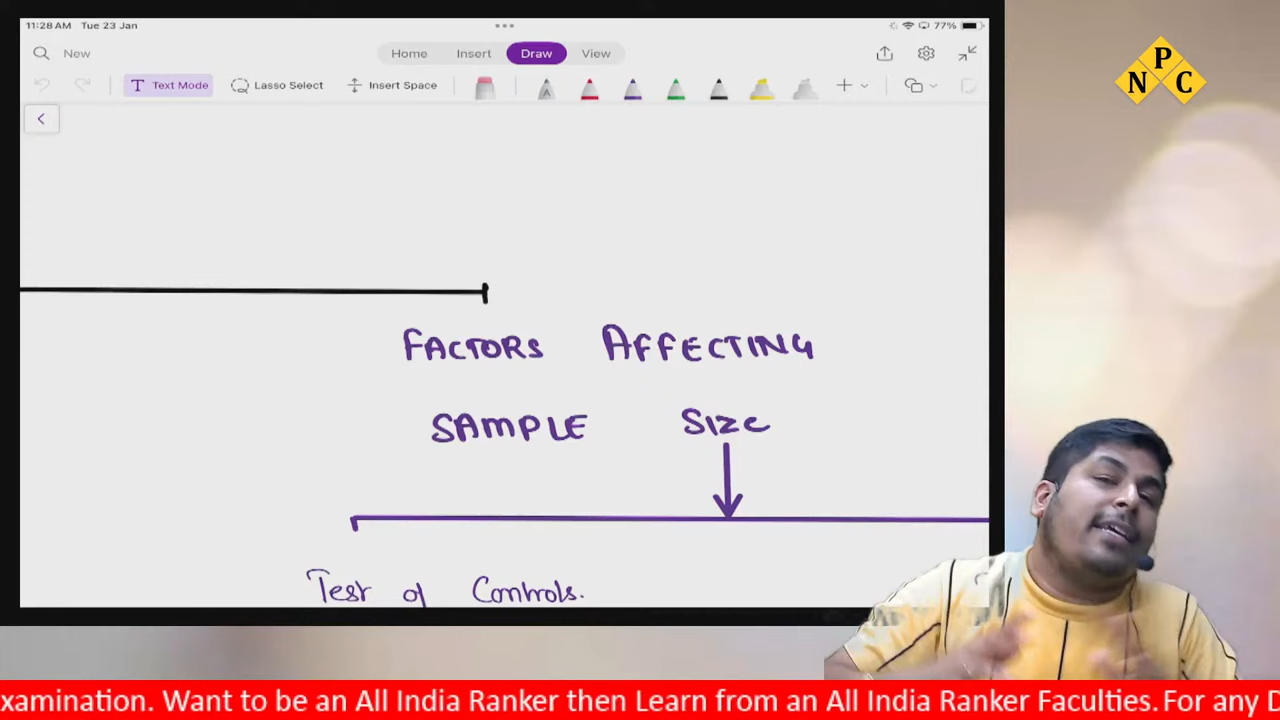 11:28 AM Tue 23 Jan
77%
New
Home Insert Draw View
Text Mode
Lasso Select
Insert Space
P
N C
FACTORS AFFECTING
SAMPLE SIZE
Test of Controls.
xamination. Want to be an All India Ranker then Learn from an All India Ranker Faculties.For any D